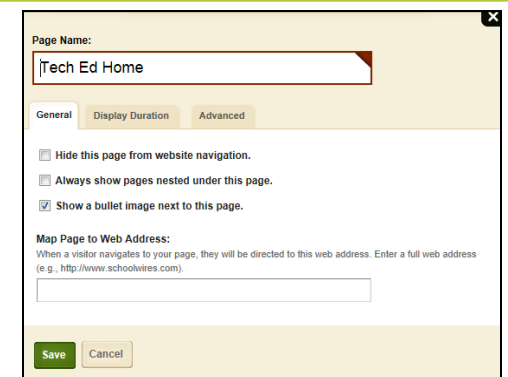 X
Page Name:
Tech Ed Home
General Display Duration Advanced
Hide this page from website navigation.
Always show pages nested under this page.
Show a bullet image next to this page.
Map Page to Web Address:
When a visitor navigates to your page, they will be directed to this web address. Enter a full web address
(e.g., http://www.schoolwires.com).
Save Cancel